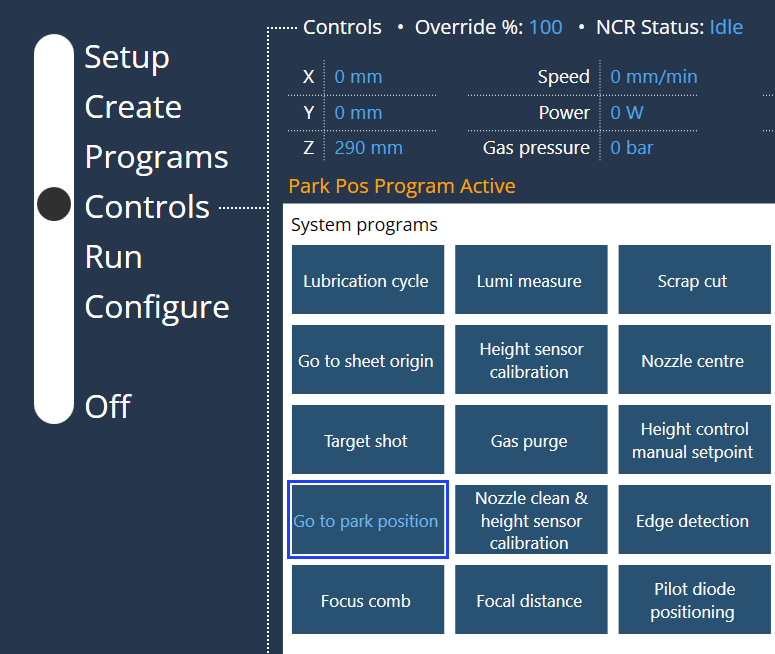 Setup
Create
Programs
Controls
Run
Configure
Off
Controls • Override %: 100 • NCR Status: Idle
X 0 mm Speed 0 mm/min
Y 0 mm Power 0 W
Z 290 mm Gas pressure 0 bar
Park Pos Program Active
System programs
Lubrication cycle
Lumi measure
Scrap cut
Go to sheet origin
Height sensor
calibration
Nozzle centre
Target shot
Gas purge
Height control
manual setpoint
Go to park position
Nozzle clean &
height sensor
calibration
Edge detection
Focus comb
Focal distance
Pilot diode
positioning